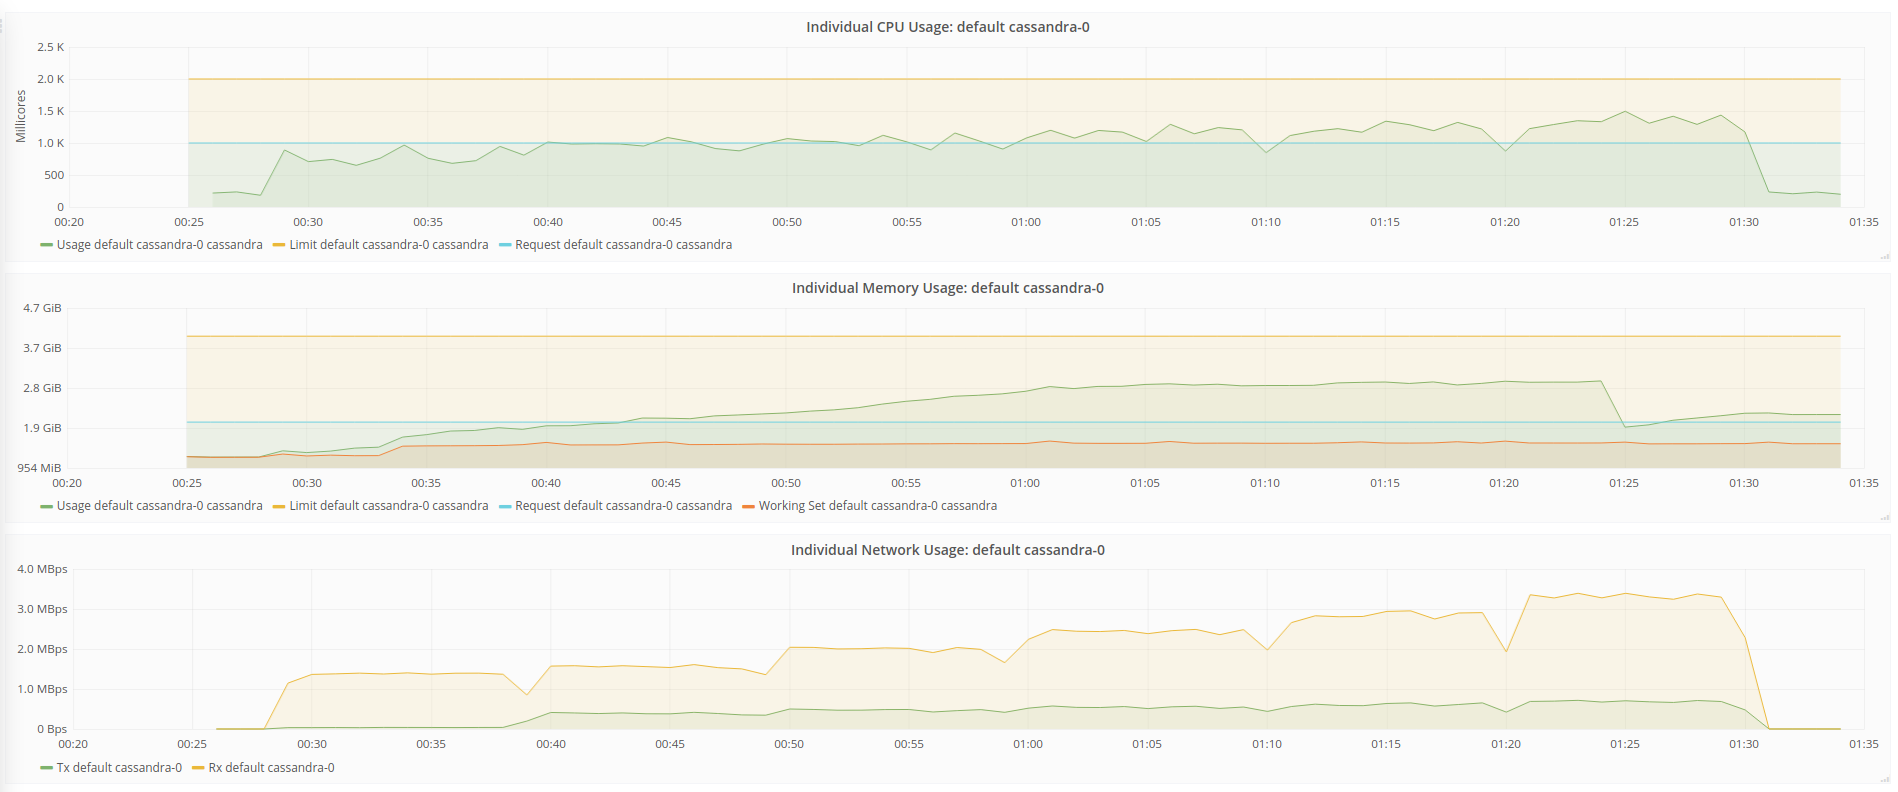 Individual CPU Usage: default cassandra-0
Millicores
2.5 K
2.0 K
1.5 K
1.0 K
500
0
00:20 00:25 00:30 00:35 00:40 00:45 00:50 00:55 01:00 01:05 01:10 01:15 01:20 01:25 01:30 01:35
Usage default cassandra-0 cassandra Limit default cassandra-0 cassandra Request default cassandra-0 cassandra
Individual Memory Usage: default cassandra-0
4.7 GiB
3.7 GiB
2.8 GiB
1.9 GiB
954 MiB
00:20 00:25 00:30 00:35 00:40 00:45 00:50 00:55 01:00 01:05 01:10 01:15 01:20 01:25 01:30 01:35
Usage default cassandra-0 cassandra Limit default cassandra-0 cassandra Request default cassandra-0 cassandra Working Set default cassandra-0 cassandra
Individual Network Usage: default cassandra-0
4.0 MBps
3.0 MBps
2.0 MBps
1.0 MBps
0 Bps
00:20 00:25 00:30 00:35 00:40 00:45 00:50 00:55 01:00 01:05 01:10 01:15 01:20 01:25 01:30 01:35
Tx default cassandra-0 Rx default cassandra-0